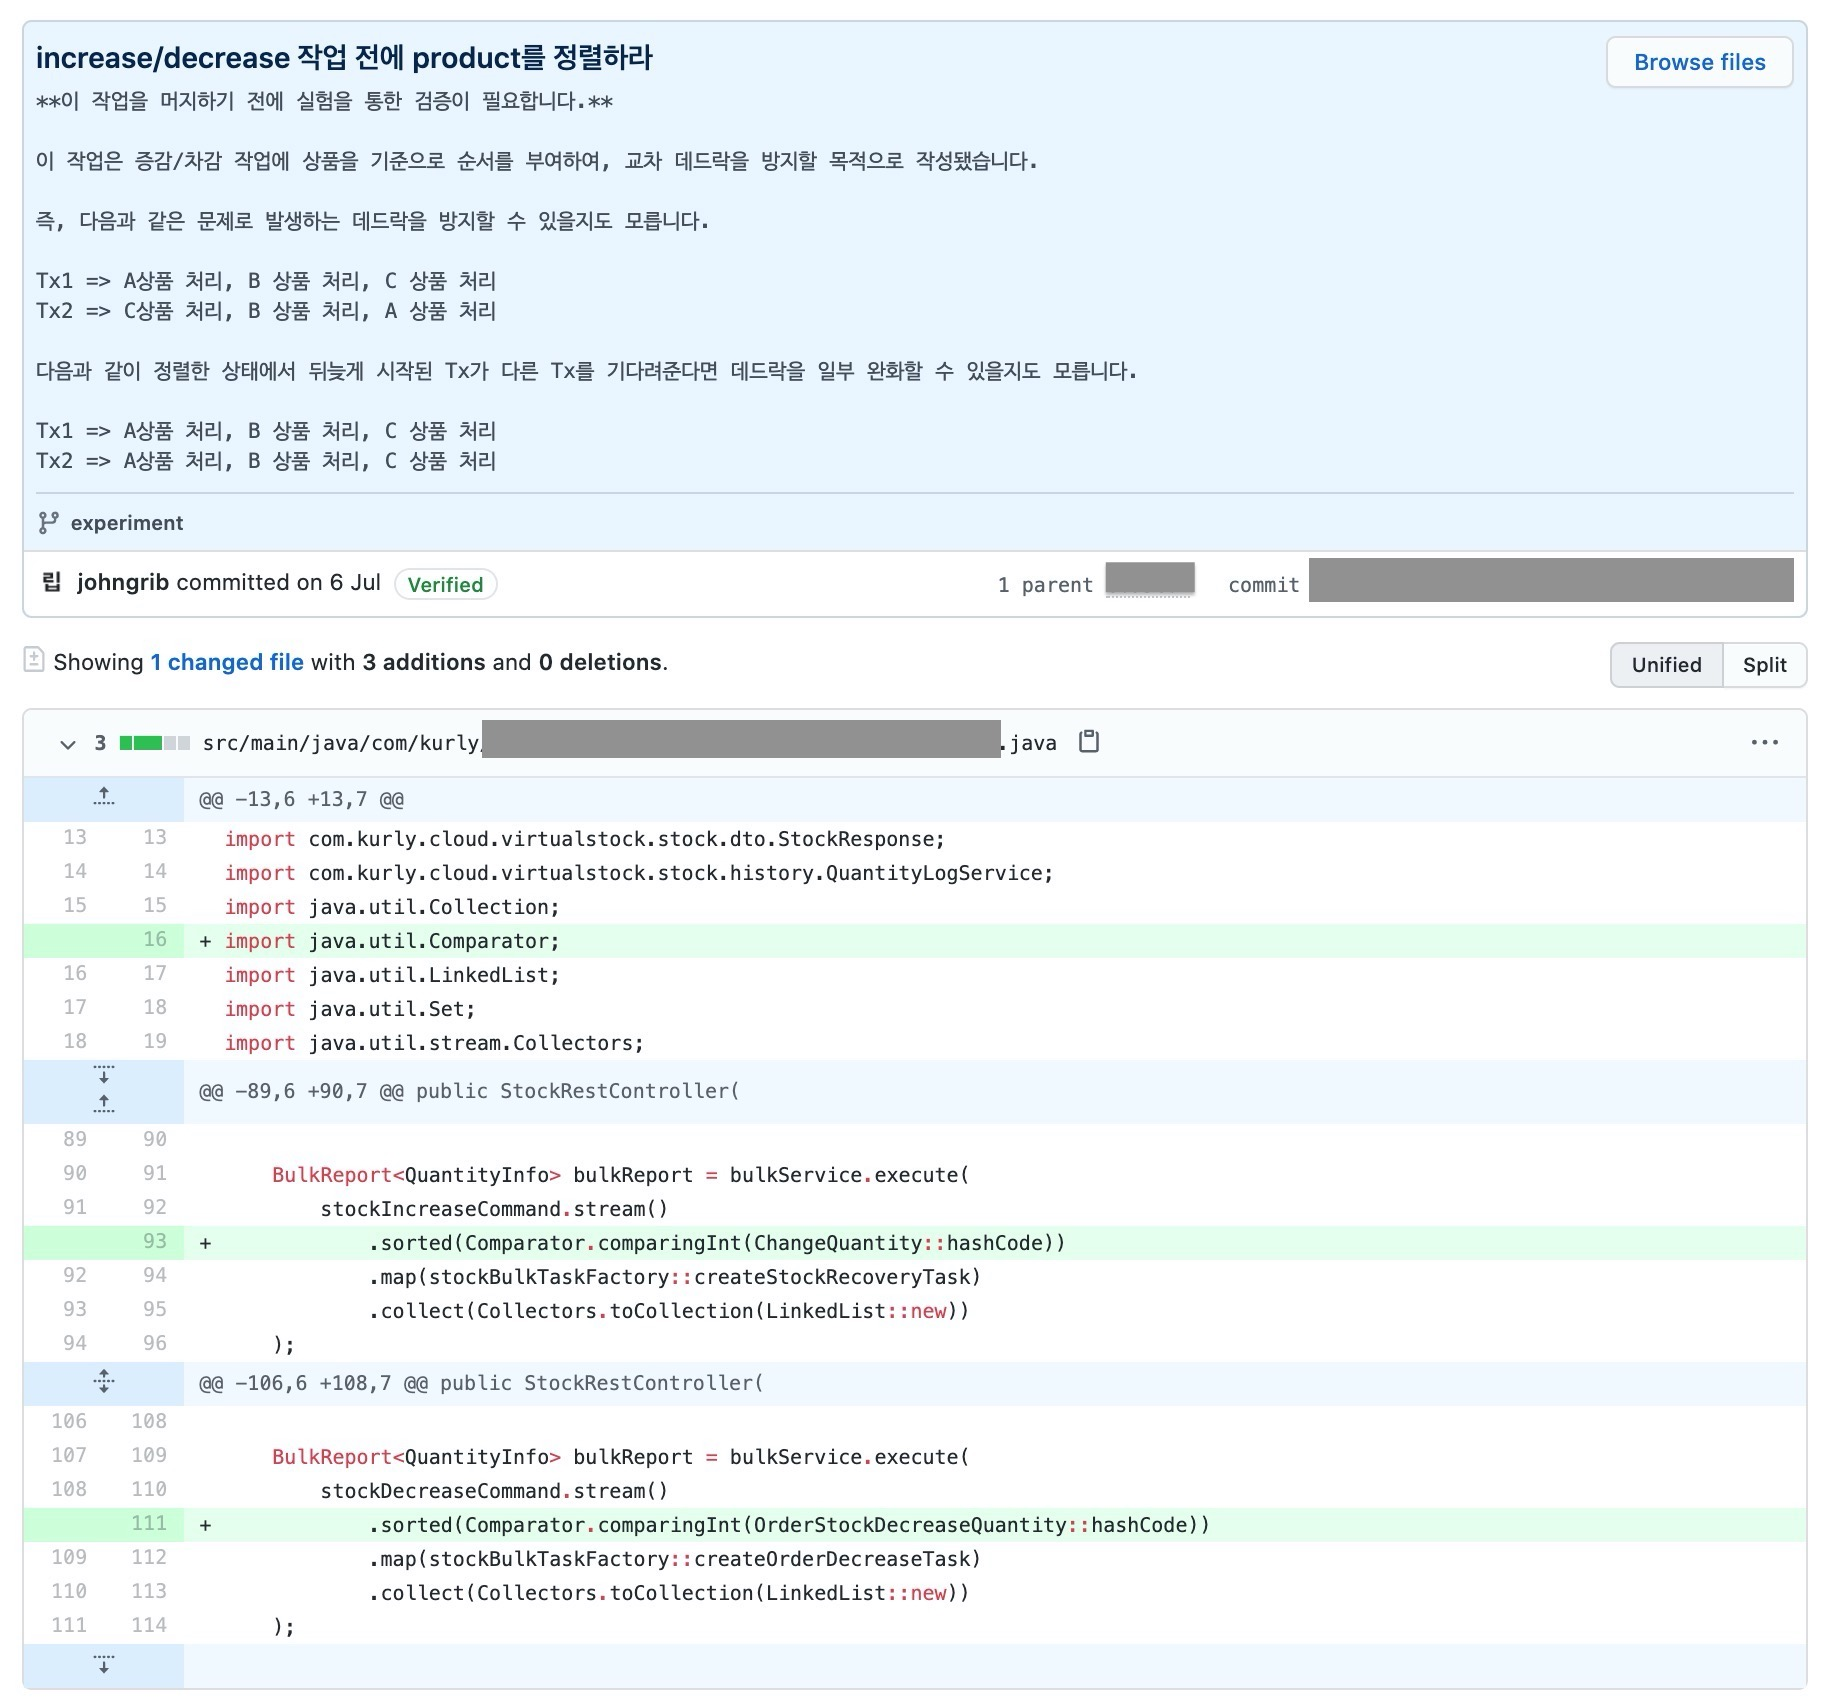 increase/decrease 작업 전에 product를 정렬하라
Browse files
**이 작업을 머지하기 전에 실험을 통한 검증이 필요합니다.**
이 작업은 증감/차감 작업에 상품을 기준으로 순서를 부여하여, 교차 데드락을 방지할 목적으로 작성됐습니다.
즉, 다음과 같은 문제로 발생하는 데드락을 방지할 수 있을지도 모릅니다.
Tx1 => A상품 처리, B 상품 처리, C 상품 처리
Tx2 => C상품 처리, B 상품 처리, A 상품 처리
다음과 같이 정렬한 상태에서 뒤늦게 시작된 Tx가 다른 Tx를 기다려준다면 데드락을 일부 완화할 수 있을지도 모릅니다.
Tx1 => A상품 처리, B 상품 처리, C 상품 처리
Tx2 => A상품 처리, B 상품 처리, C 상품 처리
experiment
립 johngrib committed on 6 Jul Verified 1 parent commit
Showing 1 changed file with 3 additions and 0 deletions. Unified Split
3 src/main/java/com/kurly/ .java ...
@@ -13,6 +13,7 @@
13 13 import com.kurly.cloud.virtualstock.stock.dto.StockResponse;
14 14 import com.kurly.cloud.virtualstock.stock.history.QuantityLogService;
15 15 import java.util.Collection;
16 + import java.util.Comparator;
16 17 import java.util.LinkedList;
17 18 import java.util.Set;
18 19 import java.util.stream.Collectors;
@@ -89,6 +90,7 @@ public StockRestController(
89 90
90 91 BulkReport<QuantityInfo> bulkReport = bulkService.execute(
91 92 stockIncreaseCommand.stream()
93 + .sorted(Comparator.comparingInt(ChangeQuantity::hashCode))
92 94 .map(stockBulkTaskFactory::createStockRecoveryTask)
93 95 .collect(Collectors.toCollection(LinkedList::new))
94 96 );
@@ -106,6 +108,7 @@ public StockRestController(
106 108
107 109 BulkReport<QuantityInfo> bulkReport = bulkService.execute(
108 110 stockDecreaseCommand.stream()
111 + .sorted(Comparator.comparingInt(OrderStockDecreaseQuantity::hashCode))
109 112 .map(stockBulkTaskFactory::createOrderDecreaseTask)
110 113 .collect(Collectors.toCollection(LinkedList::new))
111 114 );